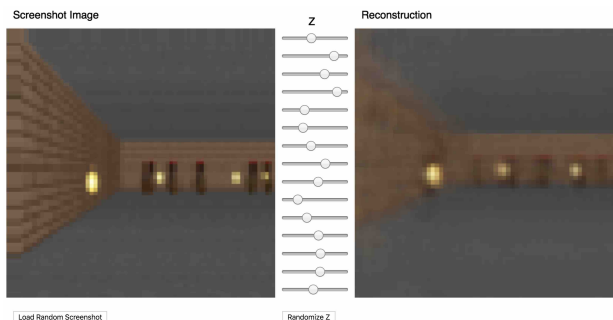 Screenshot Image
Z
Reconstruction
Load Random Screenshot
Randomize Z